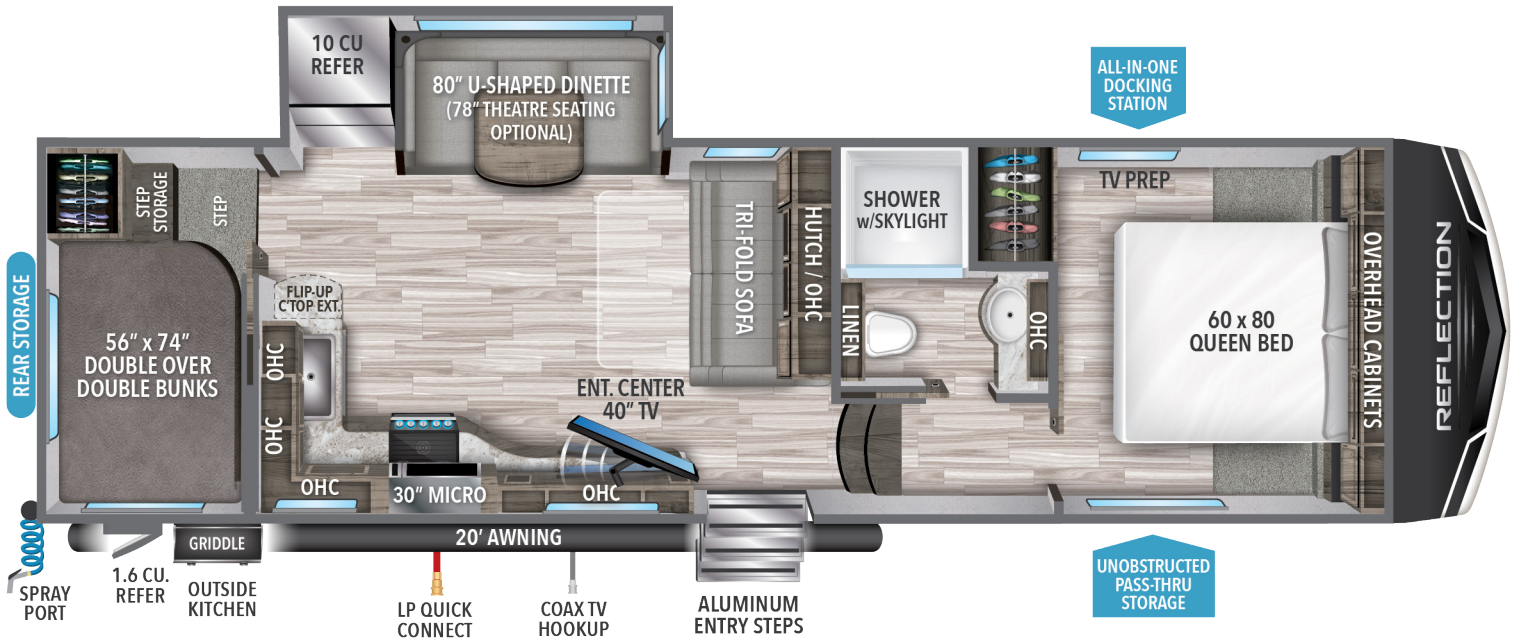 10 CU
REFER
80” U-SHAPED DINETTE
(78” THEATRE SEATING
OPTIONAL)
ALL-IN-ONE
DOCKING
STATION
STEP
STORAGE
STEP
TRI-FOLD SOFA
HUTCH / OHC
SHOWER
w/SKYLIGHT
TV PREP
REAR STORAGE
56” x 74”
DOUBLE OVER
DOUBLE BUNKS
FLIP-UP
C’TOP EXT.
OHC
OHC
OHC
30” MICRO
OHC
ENT. CENTER
40” TV
LINEN
OHC
60 x 80
QUEEN BED
OVERHEAD CABINETS
REFLECTION
20’ AWNING
GRIDDLE
SPRAY
PORT
1.6 CU.
REFER
OUTSIDE
KITCHEN
LP QUICK
CONNECT
COAX TV
HOOKUP
ALUMINUM
ENTRY STEPS
UNOBSTRUCTED
PASS-THRU
STORAGE